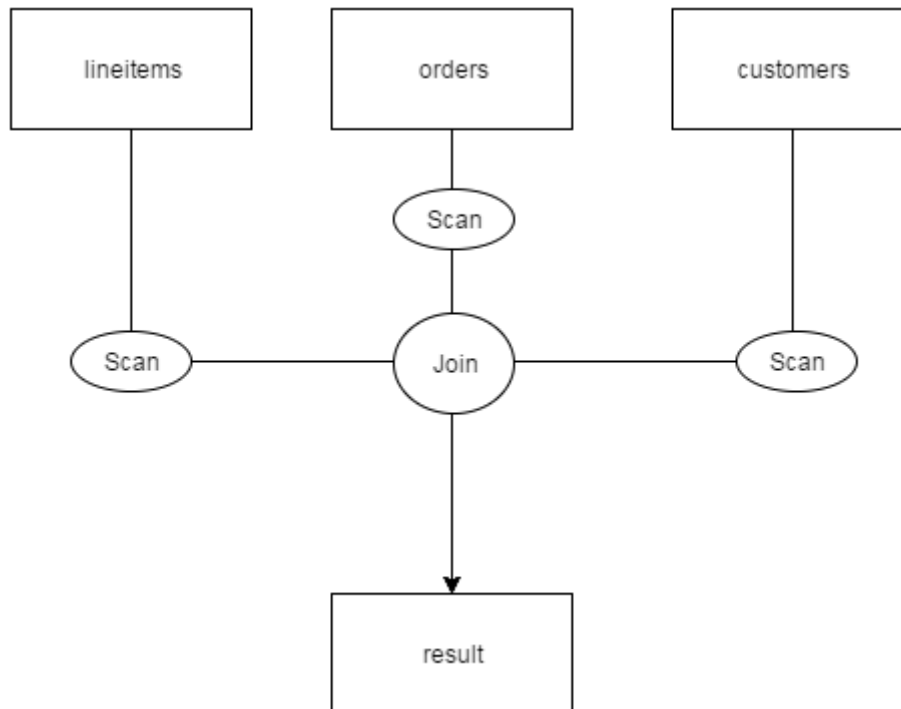 lineitems
orders
customers
Scan
Scan
Join
Scan
result